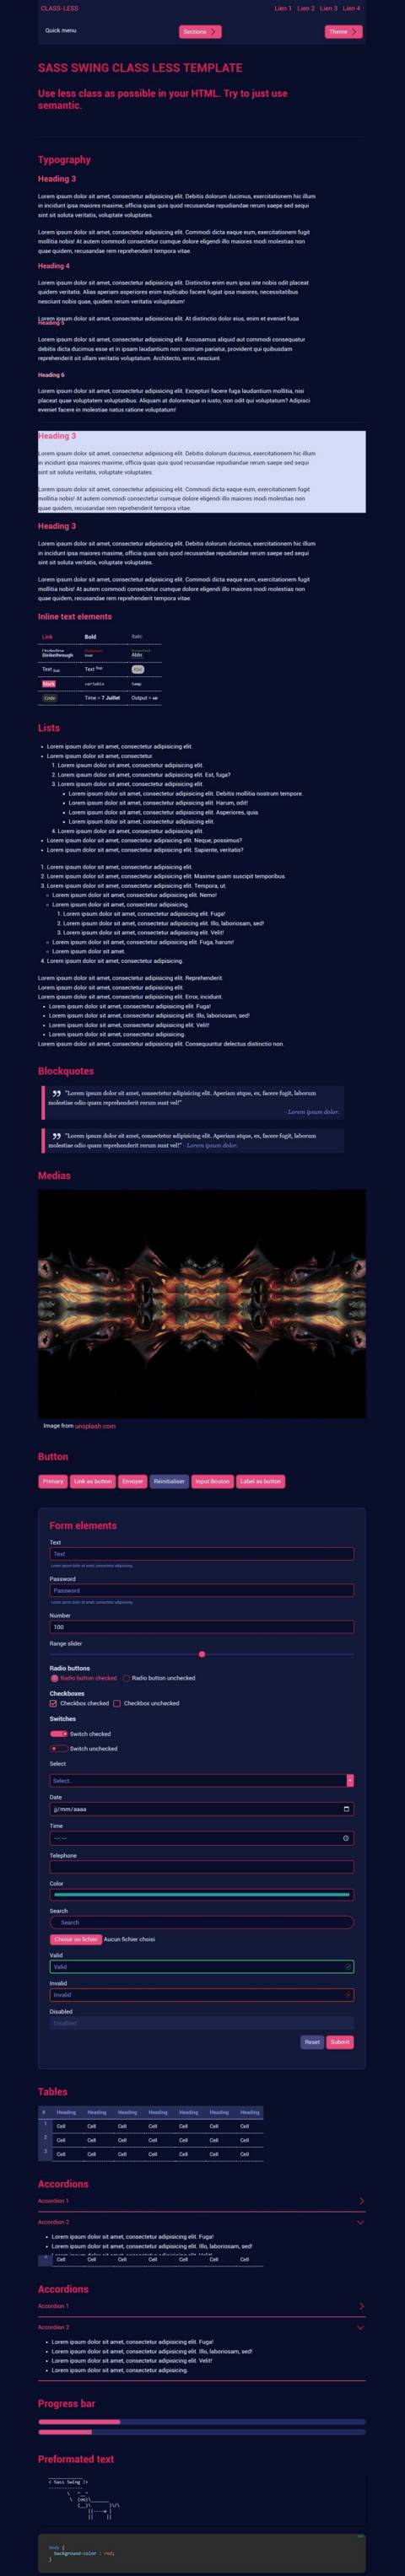 CLASS-LESS
Lien 1 Lien 2 Lien 3 Lien 4
Quick menu
Sections
Theme
SASS SWING CLASS LESS TEMPLATE
Use less class as possible in your HTML. Try to just use
semantic.
Typography
Heading 3
Lorem ipsum dolor sit amet, consectetur adipisicing elit. Debitis dolorum ducimus, exercitationem hic illum
in incidunt ipsa maiores maxime, officia quas quis quod recusandae repudiandae rerum saepe sed sequi
sint sit soluta veritatis, voluptate voluptates.
Lorem ipsum dolor sit amet, consectetur adipisicing elit. Commodi dicta eaque eum, exercitationem fugit
mollitia nobis! At autem commodi consectetur cumque dolore eligendi illo maiores modi molestias non
quae quidem, recusandae rem reprehenderit tempora vitae.
Heading 4
Lorem ipsum dolor sit amet, consectetur adipisicing elit. Distinctio enim eum ipsa iste nobis odit placeat
quidem veritatis. Alias aperiam asperiores enim explicabo facere fugiat ipsa maiores, necessitatibus
nesciunt nobis quae, quidem rerum veritatis voluptatum!
Lorem ipsum dolor sit amet, consectetur adipisicing elit. At distinctio dolor eius, enim et eveniet fuga
Heading 5
Lorem ipsum dolor sit amet, consectetur adipisicing elit. Accusamus aliquid aut commodi consequatur
debitis dicta ducimus esse et in ipsam laudantium non nostrum pariatur, provident qui quibusdam
reprehenderit sit ullam veritatis voluptatum. Architecto, error, nesciunt.
Heading 6
Lorem ipsum dolor sit amet, consectetur adipisicing elit. Excepturi facere fuga laudantium mollitia, nisi
placeat quae voluptatem voluptatibus. Aliquam at doloremque in iusto, non odit qui voluptatum? Adipisci
eveniet facere in molestiae natus ratione voluptatum!
Heading 3
Lorem ipsum dolor sit amet, consectetur adipisicing elit. Debitis dolorum ducimus, exercitationem hic illum
in incidunt ipsa maiores maxime, officia quas quis quod recusandae repudiandae rerum saepe sed sequi
sint sit soluta veritatis, voluptate voluptates.
Lorem ipsum dolor sit amet, consectetur adipisicing elit. Commodi dicta eaque eum, exercitationem fugit
mollitia nobis! At autem commodi consectetur cumque dolore eligendi illo maiores modi molestias non
quae quidem, recusandae rem reprehenderit tempora vitae.
Heading 3
Lorem ipsum dolor sit amet, consectetur adipisicing elit. Debitis dolorum ducimus, exercitationem hic illum
in incidunt ipsa maiores maxime, officia quas quis quod recusandae repudiandae rerum saepe sed sequi
sint sit soluta veritatis, voluptate voluptates.
Lorem ipsum dolor sit amet, consectetur adipisicing elit. Commodi dicta eaque eum, exercitationem fugit
mollitia nobis! At autem commodi consectetur cumque dolore eligendi illo maiores modi molestias non
quae quidem, recusandae rem reprehenderit tempora vitae.
Inline text elements
Link Bold Italic
Underline
Strikethrough Abbr.
Text Sub Text Sup Kbd
Mark variable Samp
Code Time = 7 Juillet Output =
Lists
Lorem ipsum dolor sit amet, consectetur adipisicing elit.
Lorem ipsum dolor sit amet, consectetur.
1. Lorem ipsum dolor sit amet, consectetur adipisicing elit.
2. Lorem ipsum dolor sit amet, consectetur adipisicing elit. Est, fuga?
3. Lorem ipsum dolor sit amet, consectetur adipisicing elit.
Lorem ipsum dolor sit amet, consectetur adipisicing elit. Debitis mollitia nostrum tempore.
Lorem ipsum dolor sit amet, consectetur adipisicing elit. Harum, odit!
Lorem ipsum dolor sit amet, consectetur adipisicing elit. Asperiores, quia.
Lorem ipsum dolor sit amet, consectetur adipisicing elit.
4. Lorem ipsum dolor sit amet, consectetur adipisicing elit.
Lorem ipsum dolor sit amet, consectetur adipisicing elit. Neque, possimus?
Lorem ipsum dolor sit amet, consectetur adipisicing elit. Sapiente, veritatis?
1. Lorem ipsum dolor sit amet, consectetur adipisicing elit.
2. Lorem ipsum dolor sit amet, consectetur adipisicing elit. Maxime quam suscipit temporibus.
3. Lorem ipsum dolor sit amet, consectetur adipisicing elit. Tempora, ut.
Lorem ipsum dolor sit amet, consectetur adipisicing elit. Nemo!
Lorem ipsum dolor sit amet, consectetur adipisicing.
1. Lorem ipsum dolor sit amet, consectetur adipisicing elit. Fugai!
2. Lorem ipsum dolor sit amet, consectetur adipisicing elit. Illo, laboriosam, sed!
3. Lorem ipsum dolor sit amet, consectetur adipisicing elit. Velit!
Lorem ipsum dolor sit amet, consectetur adipisicing elit. Fuga, harum!
Lorem ipsum dolor sit amet.
4. Lorem ipsum dolor sit amet, consectetur adipisicing.
Lorem ipsum dolor sit amet, consectetur adipisicing elit. Reprehenderit.
Lorem ipsum dolor sit amet, consectetur adipisicing elit.
Lorem ipsum dolor sit amet, consectetur adipisicing elit. Error, incidunt.
Lorem ipsum dolor sit amet, consectetur adipisicing elit. Fugai!
Lorem ipsum dolor sit amet, consectetur adipisicing elit. Illo, laboriosam, sed!
Lorem ipsum dolor sit amet, consectetur adipisicing elit. Velit!
Lorem ipsum dolor sit amet, consectetur adipisicing.
Lorem ipsum dolor sit amet, consectetur adipisicing elit. Consequuntur delectus distinctio non.
Blockquotes
"Lorem ipsum dolor sit amet, consectetur adipisicing elit. Aperiam atque, ex, facere fugit, laborum
molestiae odio quam reprehenderit rerum sunt vel!"
- Lorem ipsum dolor.
"Lorem ipsum dolor sit amet, consectetur adipisicing elit. Aperiam atque, ex, facere fugit, laborum
molestiae odio quam reprehenderit rerum sunt vel!" - Lorem ipsum dolor.
Medias
Image from unsplash.com
Button
Primary Link as button Envoyer Réinitialiser Input Bouton Label as button
Form elements
Text
Text
Lorem ipsum dolor sit amet, consectetur adipisicing.
Password
Password
Lorem ipsum dolor sit amet, consectetur adipisicing.
Number
100
Range slider
Radio buttons
Radio button checked Radio button unchecked
Checkboxes
Checkbox checked Checkbox unchecked
Switches
Switch checked
Switch unchecked
Select
Select...
Date
jj/mm/aaaa
Time
--:--
Telephone
Color
Search
Search
Choisir un fichier Aucun fichier choisi
Valid
Valid
Invalid
Invalid
Disabled
Disabled
Reset Submit
Tables
# Heading Heading Heading Heading Heading Heading Heading
1 Cell Cell Cell Cell Cell Cell Cell
2 Cell Cell Cell Cell Cell Cell Cell
3 Cell Cell Cell Cell Cell Cell Cell
Accordions
Accordion 1
Accordion 2
Lorem ipsum dolor sit amet, consectetur adipisicing elit. Fuga!
Lorem ipsum dolor sit amet, consectetur adipisicing elit. Illo, laboriosam, sed!
3 Cell Cell Cell Cell Cell Cell Cell
Accordions
Accordion 1
Accordion 2
Lorem ipsum dolor sit amet, consectetur adipisicing elit. Fuga!
Lorem ipsum dolor sit amet, consectetur adipisicing elit. Illo, laboriosam, sed!
Lorem ipsum dolor sit amet, consectetur adipisicing elit. Velit!
Lorem ipsum dolor sit amet, consectetur adipisicing.
Progress bar
Preformated text
< Sass Swing !>
body {
background-color : red;
}